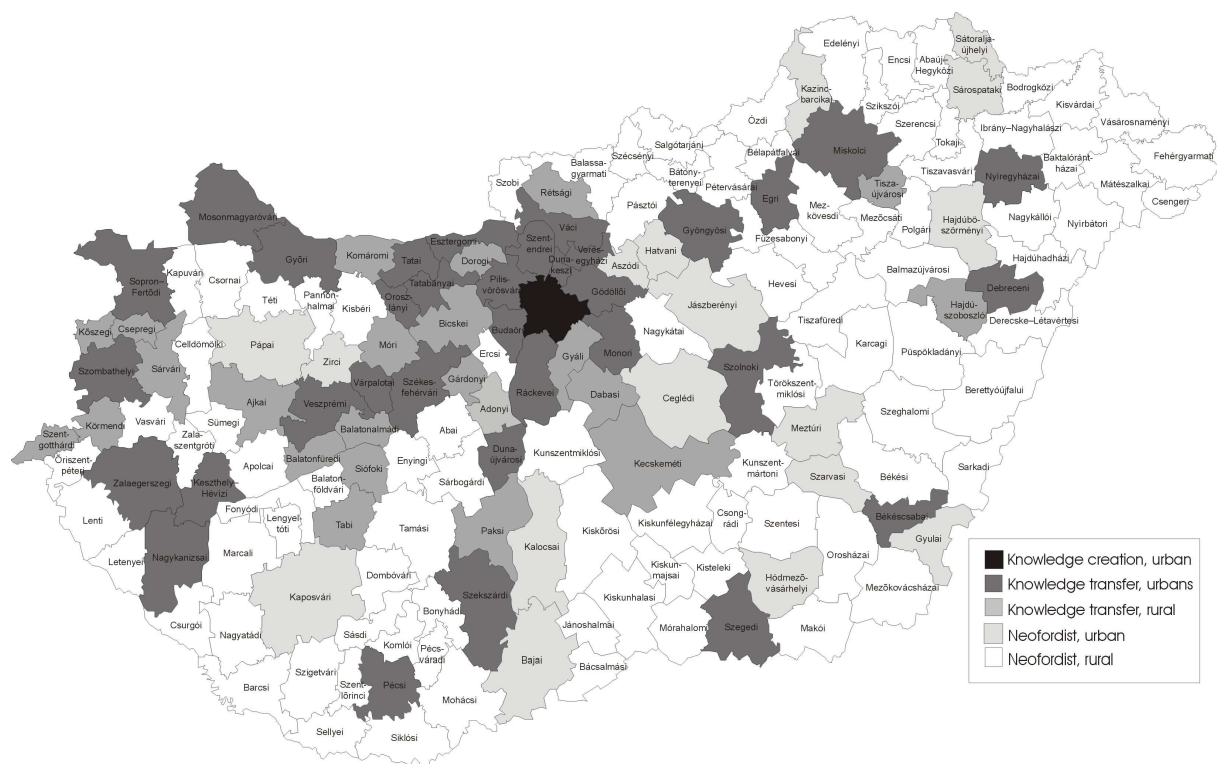 Sátoralja-
újhelyi
Edelényi
Encsi
Abaúj–
Hegyközi
Kazinc-
barcikai
Sárospataki
Bodrogközi
Kisvárdai
Vásárosnaményi
Szikszói
Szerencsi
Ibrány–Nagyhalászi
Ózdi
Tokaji
Salgótarjáni
Szécsényi
Balassa-
gyarmati
Bélapátfalvai
Miskolci
Fehérgyarmati
Baktalóránt-
házai
Nyíregyházai
Tiszavasvári
Mátészalkai
Csengeri
Bátony-
terenyei
Pétervásárai
Szobi
Rétsági
Tisza-
újvárosi
Egri
Mez-
kövesdi
Mezőcsáti
Polgári
Hajdúbö-
szörményi
Nagykállói
Nyírbátori
Pásztói
Mosonmagyaróvári
Váci
Gyöngyösi
Füzesabonyi
Hajdúhadházi
Esztergomi
Szent-
endrei
Veres-
egyházi
Duna-
keszi
Hatvani
Aszódi
Balmazújvárosi
Győri
Komáromi
Tatai
Dorogi
Sopron–
Fertődi
Kapuvári
Csornai
Tatabányai
Pilis-
vörösvári
Gödöllői
Hevesi
Debreceni
Téti
Pannon-
halmai
Kisbéri
Orosz-
lányi
Jászberényi
Hajdú-
szoboszló
Derecske–Létavértesi
Kőszegi
Csepregi
Bicskei
Budaörsi
Nagykátai
Tiszafüredi
Celldömölki
Pápai
Zirci
Móri
Ercsi
Gyáli
Monori
Karcagi
Püspökladányi
Szombathelyi
Sárvári
Várpalotai
Székes-
fehérvári
Gárdonyi
Szolnoki
Törökszent-
miklósi
Berettyóújfalui
Ajkai
Veszprémi
Ráckevei
Dabasi
Ceglédi
Adonyi
Szeghalomi
Körmendi
Vasvári
Sümegi
Balatonalmádi
Abai
Meztúri
Szent-
gotthárdi
Zala-
szentgróti
Duna-
újvárosi
Kunszentmiklósi
Kecskeméti
Kunszent-
mártoni
Őriszent-
péteri
Balatonfüredi
Siófoki
Enyingi
Apolcai
Szarvasi
Békési
Sarkadi
Zalaegerszegi
Keszthely–
Hévízi
Balaton-
földvári
Sárbogárdi
Fonyódi
Lenti
Lengyel-
tóti
Tabi
Tamási
Paksi
Kiskőrösi
Kiskunfélegyházai
Csong-
rádi
Szentesi
Békéscsabai
Gyulai
Kalocsai
Nagykanizsai
Marcali
Letenyei
Orosházai
Kiskun-
majsai
Kisteleki
Dombóvári
Hódmező-
vásárhelyi
Mezőkovácsházai
Kaposvári
Szekszárdi
Kiskunhalasi
Bonyhádi
Csurgói
Jánoshalmai
Mórahalom
Szegedi
Makói
Nagyatádi
Sásdi
Komlói
Pécs-
váradi
Bajai
Bácsalmási
Szigetvári
Barcsi
Szent-
lőrinci
Pécsi
Mohácsi
Sellyei
Siklósi
Knowledge creation, urban
Knowledge transfer, urbans
Knowledge transfer, rural
Neofordist, urban
Neofordist, rural